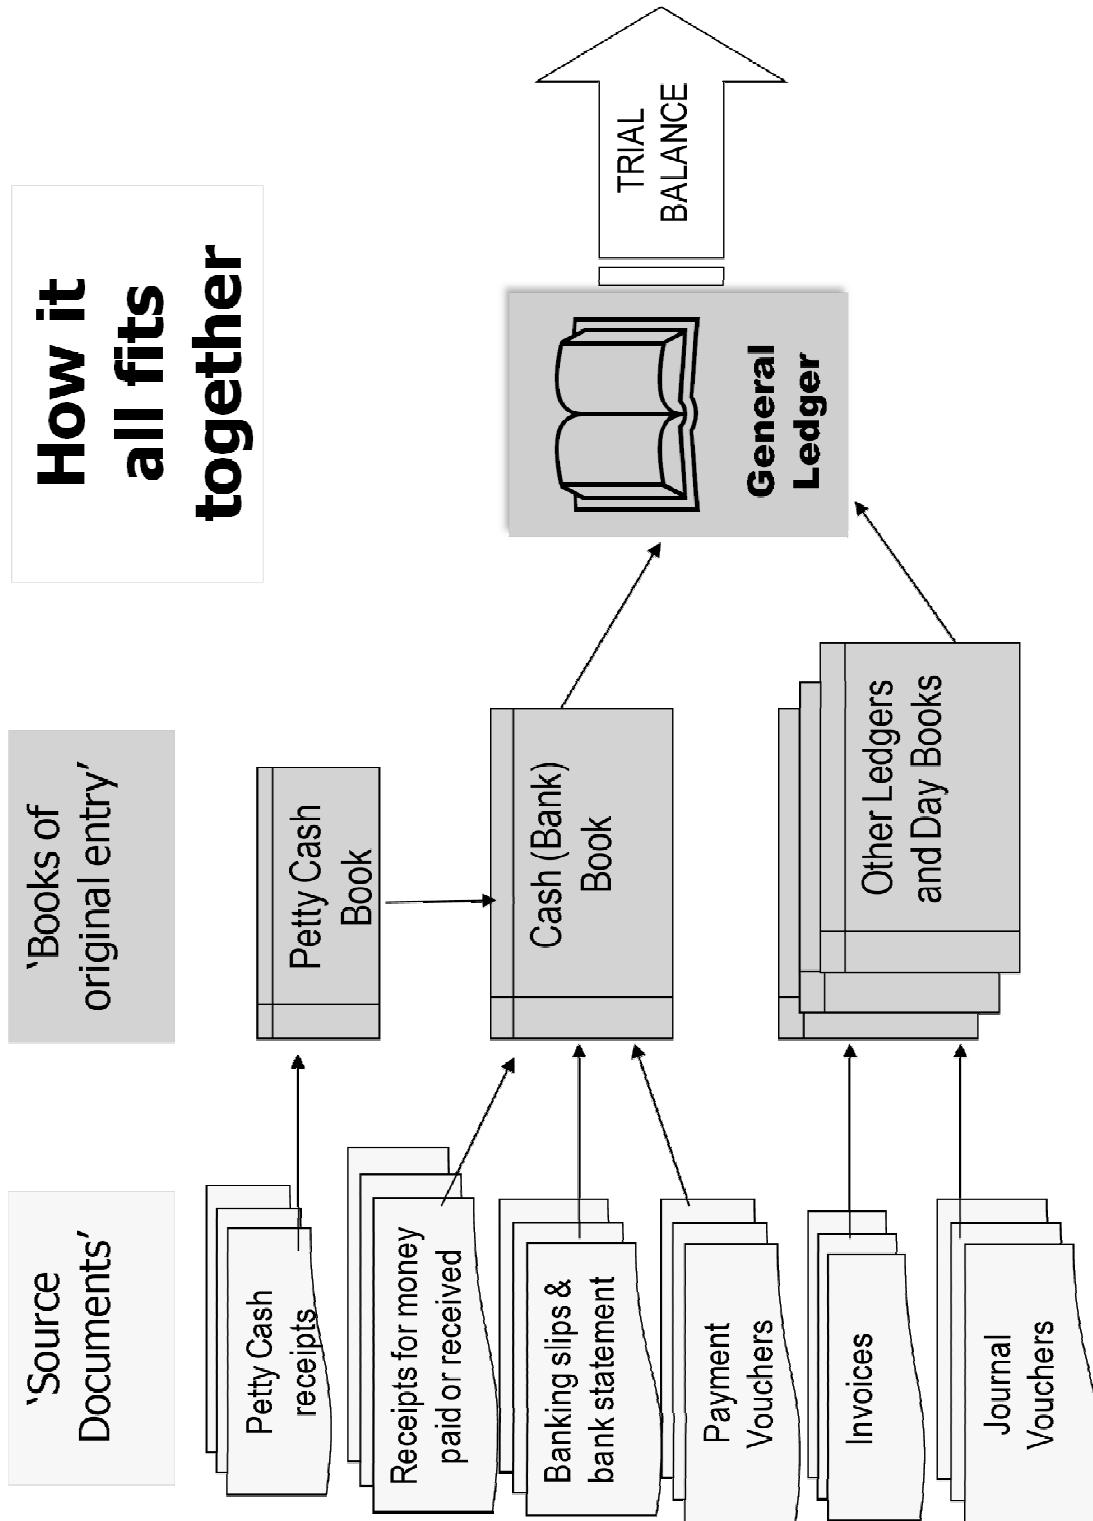 How it
all fits
together
‘Source
Documents’
‘Books of
original entry’
Petty Cash
receipts
Receipts for money
paid or received
Banking slips &
bank statement
Payment
Vouchers
Invoices
Journal
Vouchers
Petty Cash
Book
Cash (Bank)
Book
Other Ledgers
and Day Books
General
Ledger
TRIAL
BALANCE